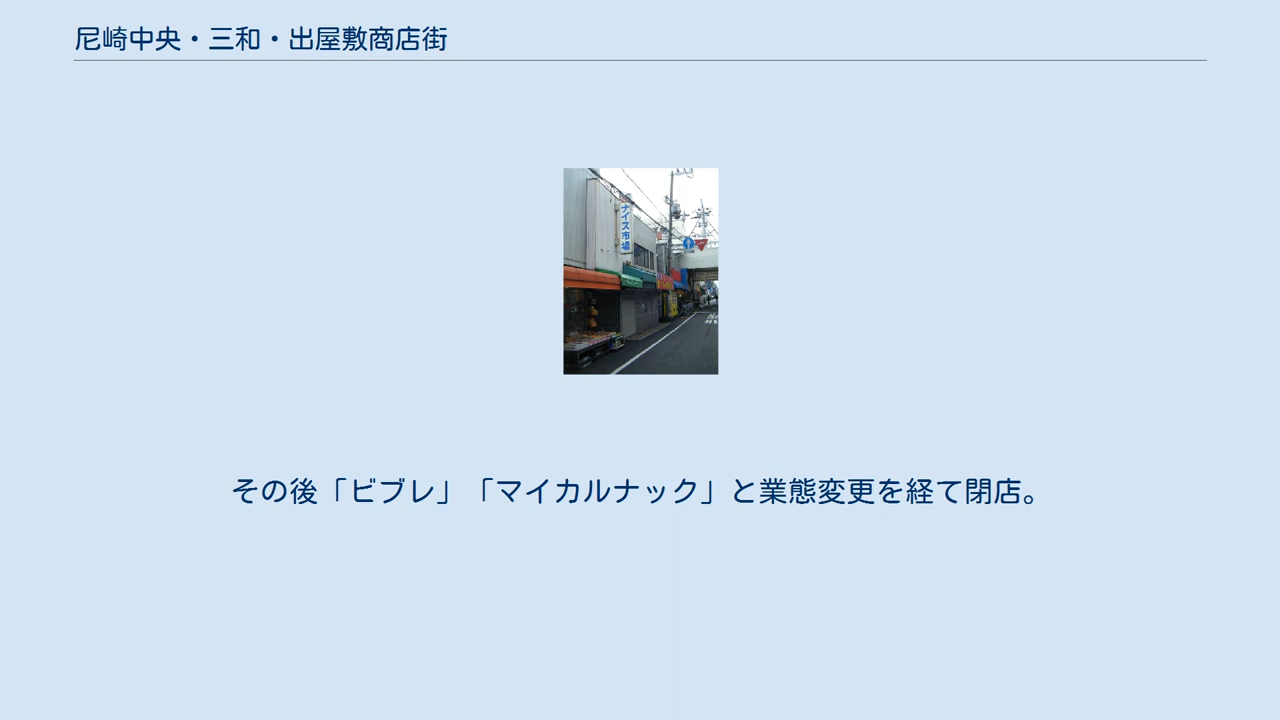 尼崎中央・三和・出屋敷商店街
ナイス市場
その後「ビブレ」「マイカルナック」と業態変更を経て閉店。